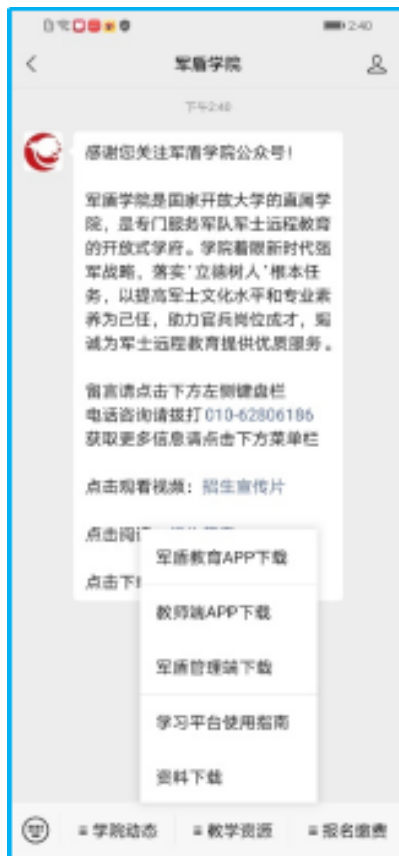 2:40
军盾学院
下午2:40
感谢您关注军盾学院公众号！
军盾学院是国家开放大学的直属学
院，是专门服务军队军士远程教育
的开放式学府。学院着眼新时代强
军战略，落实‘立德树人’根本任
务，以提高军士文化水平和专业素
养为己任，助力官兵岗位成才，竭
诚为军士远程教育提供优质服务。
留言请点击下方左侧键盘栏
电话咨询请拨打 010-62806186
获取更多信息请点击下方菜单栏
点击观看视频：招生宣传片
点击阅
点击下
军盾教育APP下载
教师端APP下载
军盾管理端下载
学习平台使用指南
资料下载
≡ 学院动态
≡ 教学资源
≡ 报名缴费